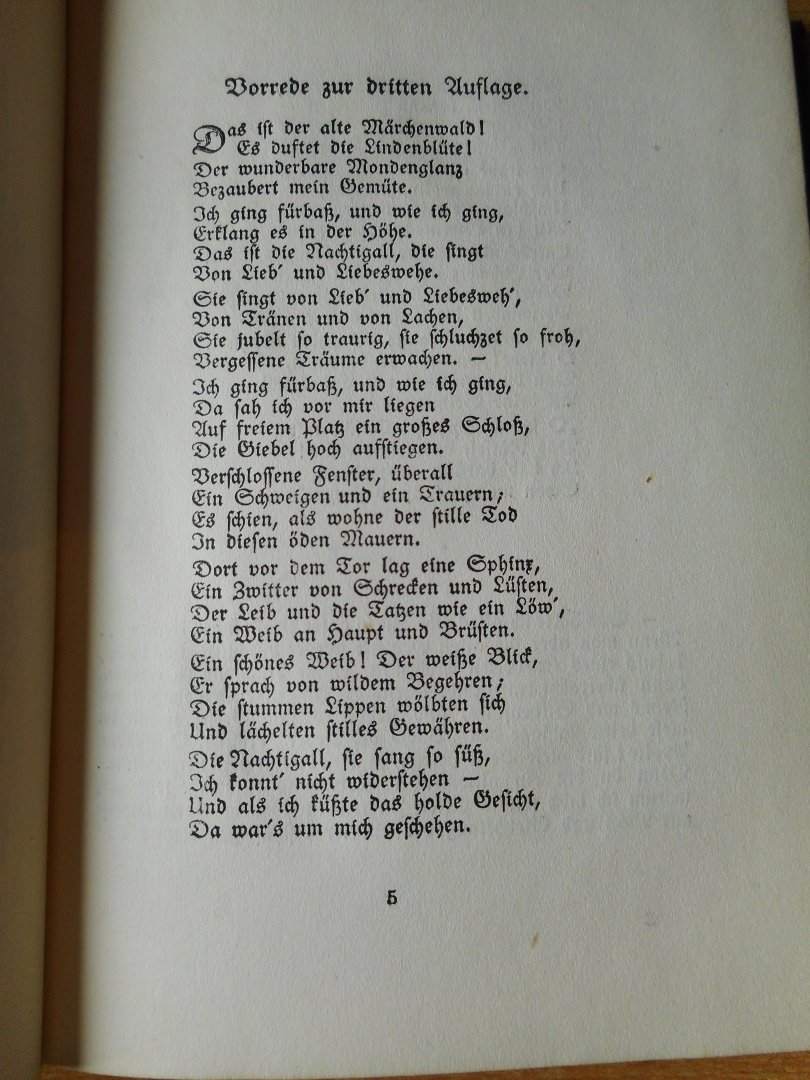 Vorrede zur dritten Auflage.
Das ist der alte Märchenwald!
Es duftet die Lindenblüte!
Der wunderbare Mondenglanz
Bezaubert mein Gemüte.
Ich ging fürbaß, und wie ich ging,
Erklang es in der Höhe.
Das ist die Nachtigall, die singt
Von Lieb' und Liebeswehe.
Sie singt von Lieb' und Liebesweh',
Von Tränen und von Lachen,
Sie jubelt so traurig, sie schluchzet so froh,
Vergessene Träume erwachen. —
Ich ging fürbaß, und wie ich ging,
Da sah ich vor mir liegen
Auf freiem Platz ein großes Schloß,
Die Giebel hoch aufstiegen.
Verschlossene Fenster, überall
Ein Schweigen und ein Trauern;
Es schien, als wohne der stille Tod
In diesen öden Mauern.
Dort vor dem Tor lag eine Sphinx,
Ein Zwitter von Schrecken und Lüsten,
Der Leib und die Tatzen wie ein Löw',
Ein Weib an Haupt und Brüsten.
Ein schönes Weib! Der weiße Blick,
Er sprach von wildem Begehren;
Die stummen Lippen wölbten sich
Und lächelten stilles Gewähren.
Die Nachtigall, sie sang so süß,
Ich konnt' nicht widerstehen —
Und als ich küßte das holde Gesicht,
Da war's um mich geschehen.
5